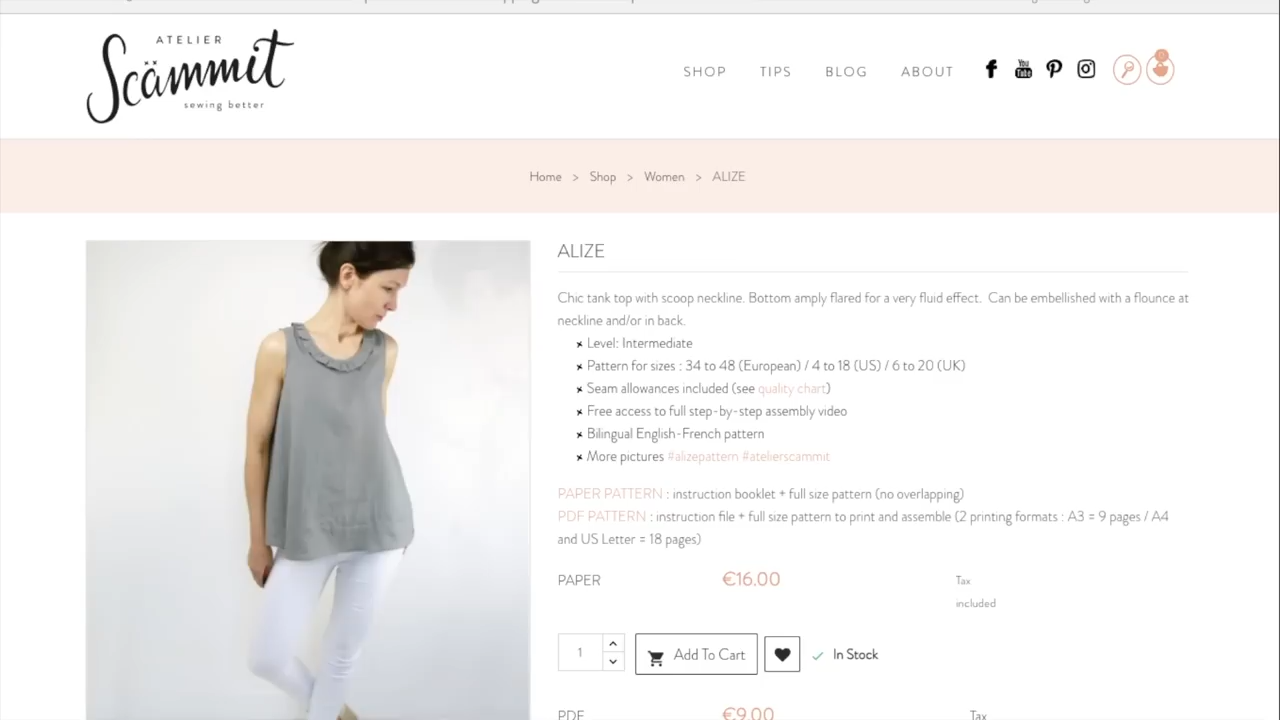 ATELIER
Scämmit
sewing better
SHOP TIPS BLOG ABOUT
You
Tube
Home > Shop > Women > ALIZE
ALIZE
Chic tank top with scoop neckline. Bottom amply flared for a very fluid effect. Can be embellished with a flounce at
neckline and/or in back.
Level: Intermediate
Pattern for sizes : 34 to 48 (European) / 4 to 18 (US) / 6 to 20 (UK)
Seam allowances included (see quality chart)
Free access to full step-by-step assembly video
Bilingual English-French pattern
More pictures #alizepattern #atelierscammit
PAPER PATTERN : instruction booklet + full size pattern (no overlapping)
PDF PATTERN : instruction file + full size pattern to print and assemble (2 printing formats : A3 = 9 pages / A4
and US Letter = 18 pages)
PAPER €16.00 Tax
included
1 Add To Cart In Stock
PDF €9.00 Tax